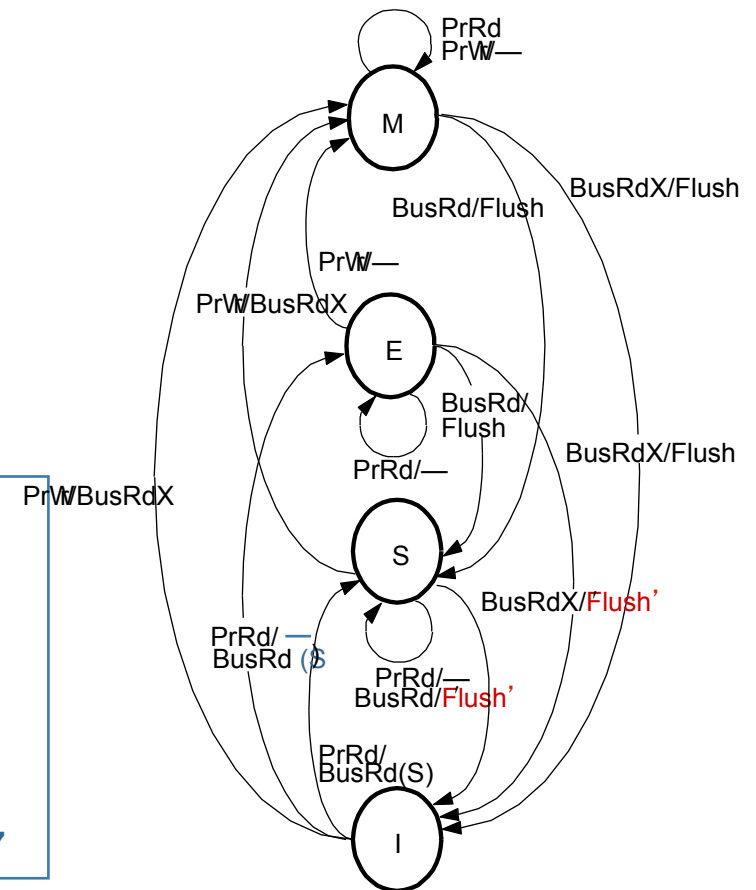 PrRd
PrWr/—
M
BusRdX/Flush
BusRd/Flush
PrWr/—
PrWr/BusRdX
E
BusRd/
Flush
BusRdX/Flush
PrRd/—
PrWr/BusRdX
S
BusRdX/Flush’
PrRd/
BusRd (S
PrRd/—
BusRd/Flush’
PrRd/
BusRd(S)
I